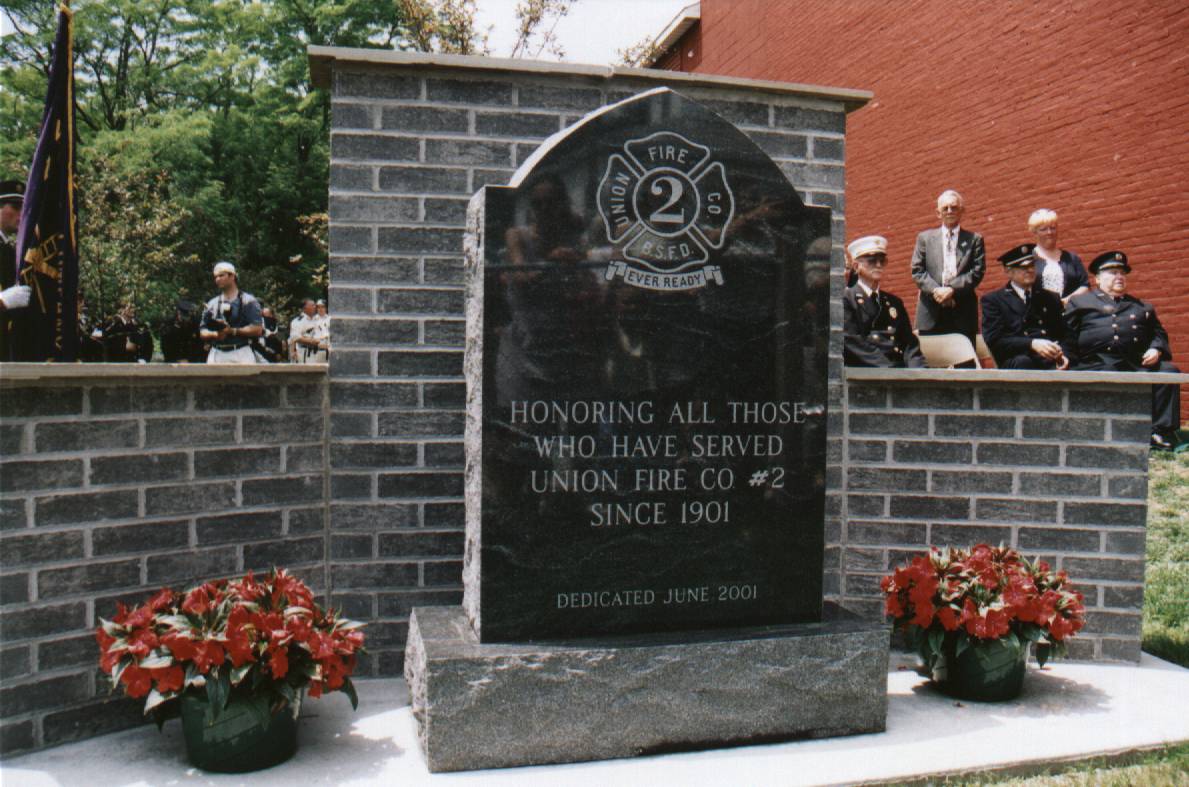 FIRE
UNION 2 CO.
B.S.F.D.
EVER READY
HONORING ALL THOSE
WHO HAVE SERVED
UNION FIRE CO. #2
SINCE 1901
DEDICATED JUNE 2001